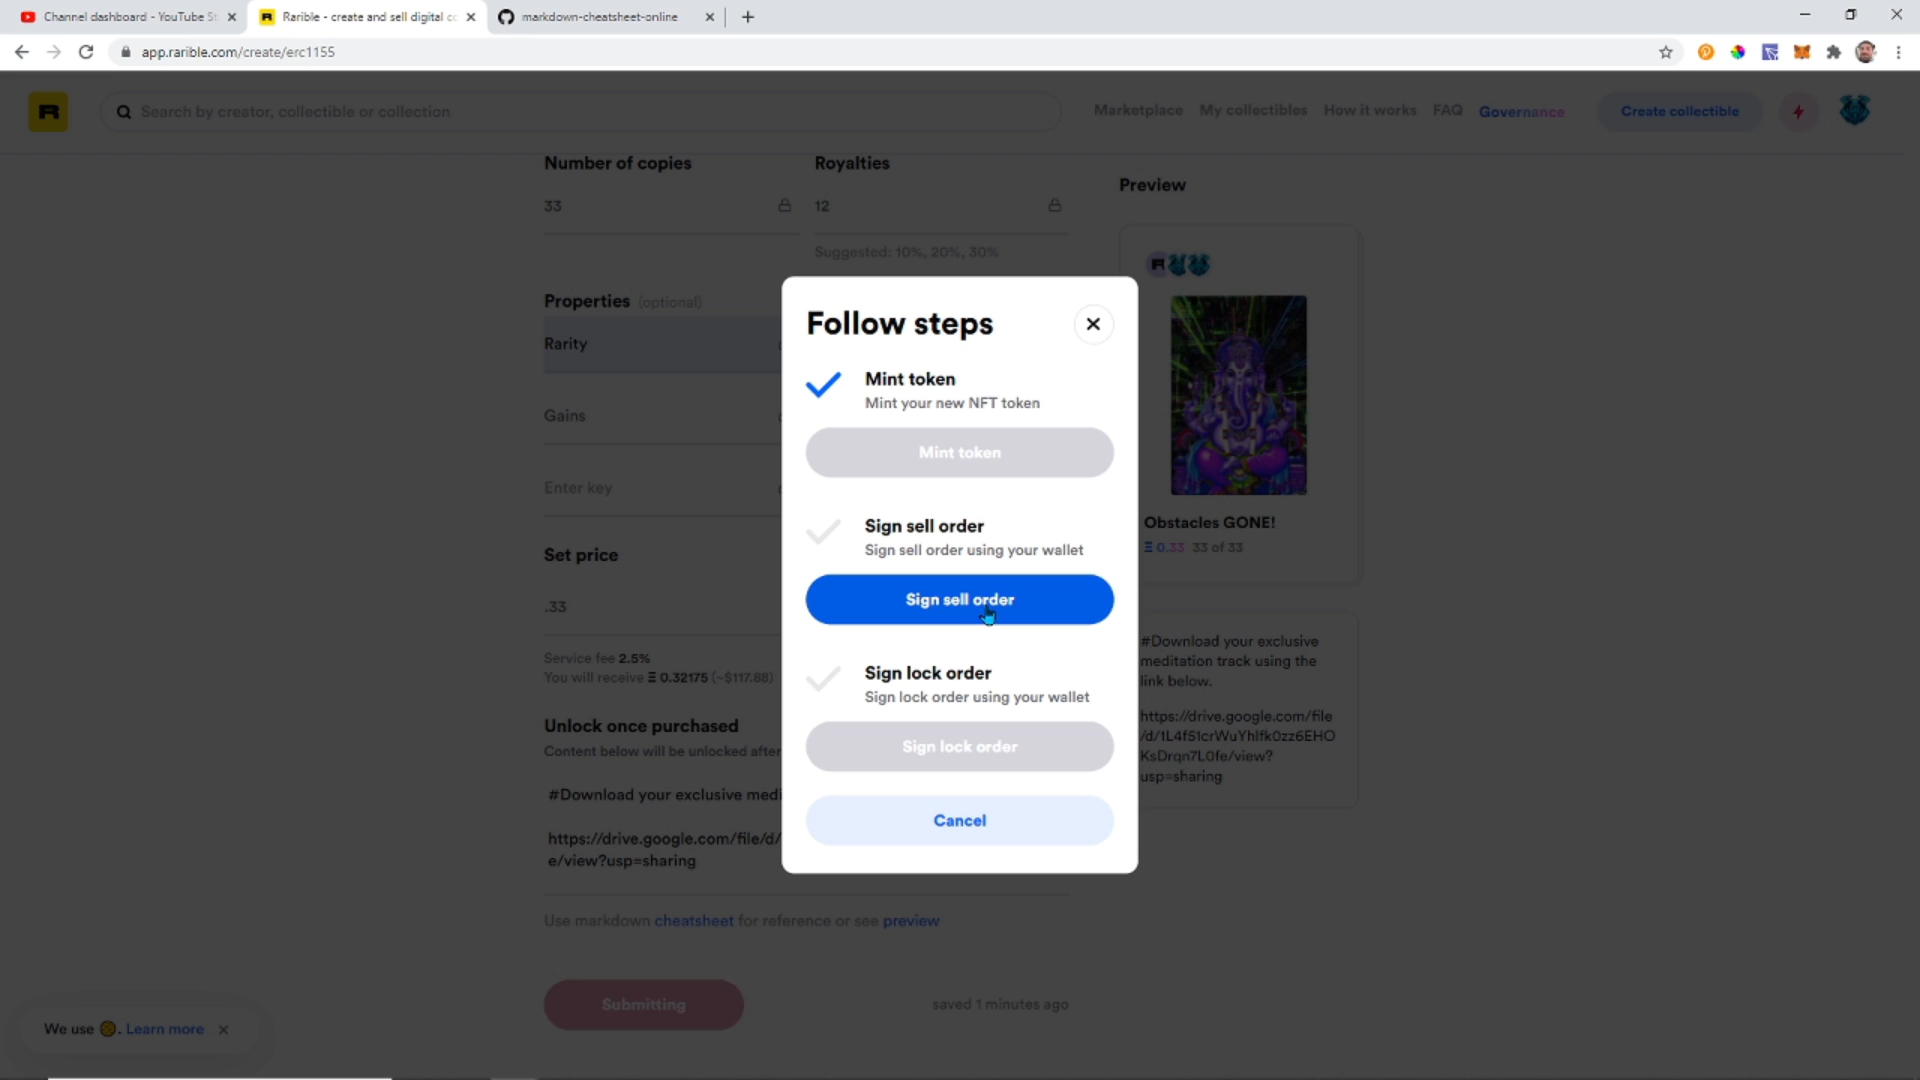 Channel dashboard - YouTube St
Rarible - create and sell digital co
markdown-cheatsheet-online
app.rarible.com/create/erc1155
R
Search by creator, collectible or collection
Marketplace
My collectibles
How it works
FAQ
Governance
Create collectible
Number of copies
Royalties
33
12
Suggested: 10%, 20%, 30%
Properties (optional)
Rarity
Gains
Enter key
Set price
.33
Service fee 2.5%
You will receive Ξ 0.32175 (~$117.88)
Unlock once purchased
Content below will be unlocked after
#Download your exclusive medi
https://drive.google.com/file/d/
e/view?usp=sharing
Use markdown cheatsheet for reference or see preview
Submitting
saved 1 minutes ago
Follow steps
Mint token
Mint your new NFT token
Mint token
Sign sell order
Sign sell order using your wallet
Sign sell order
Sign lock order
Sign lock order using your wallet
Sign lock order
Cancel
Preview
R
Obstacles GONE!
Ξ 0.33 33 of 33
#Download your exclusive
meditation track using the
link below.
https://drive.google.com/file
/d/1L4f51crWuYhlfk0zz6EHO
KsDrqn7L0fe/view?
usp=sharing
We use 🍪. Learn more